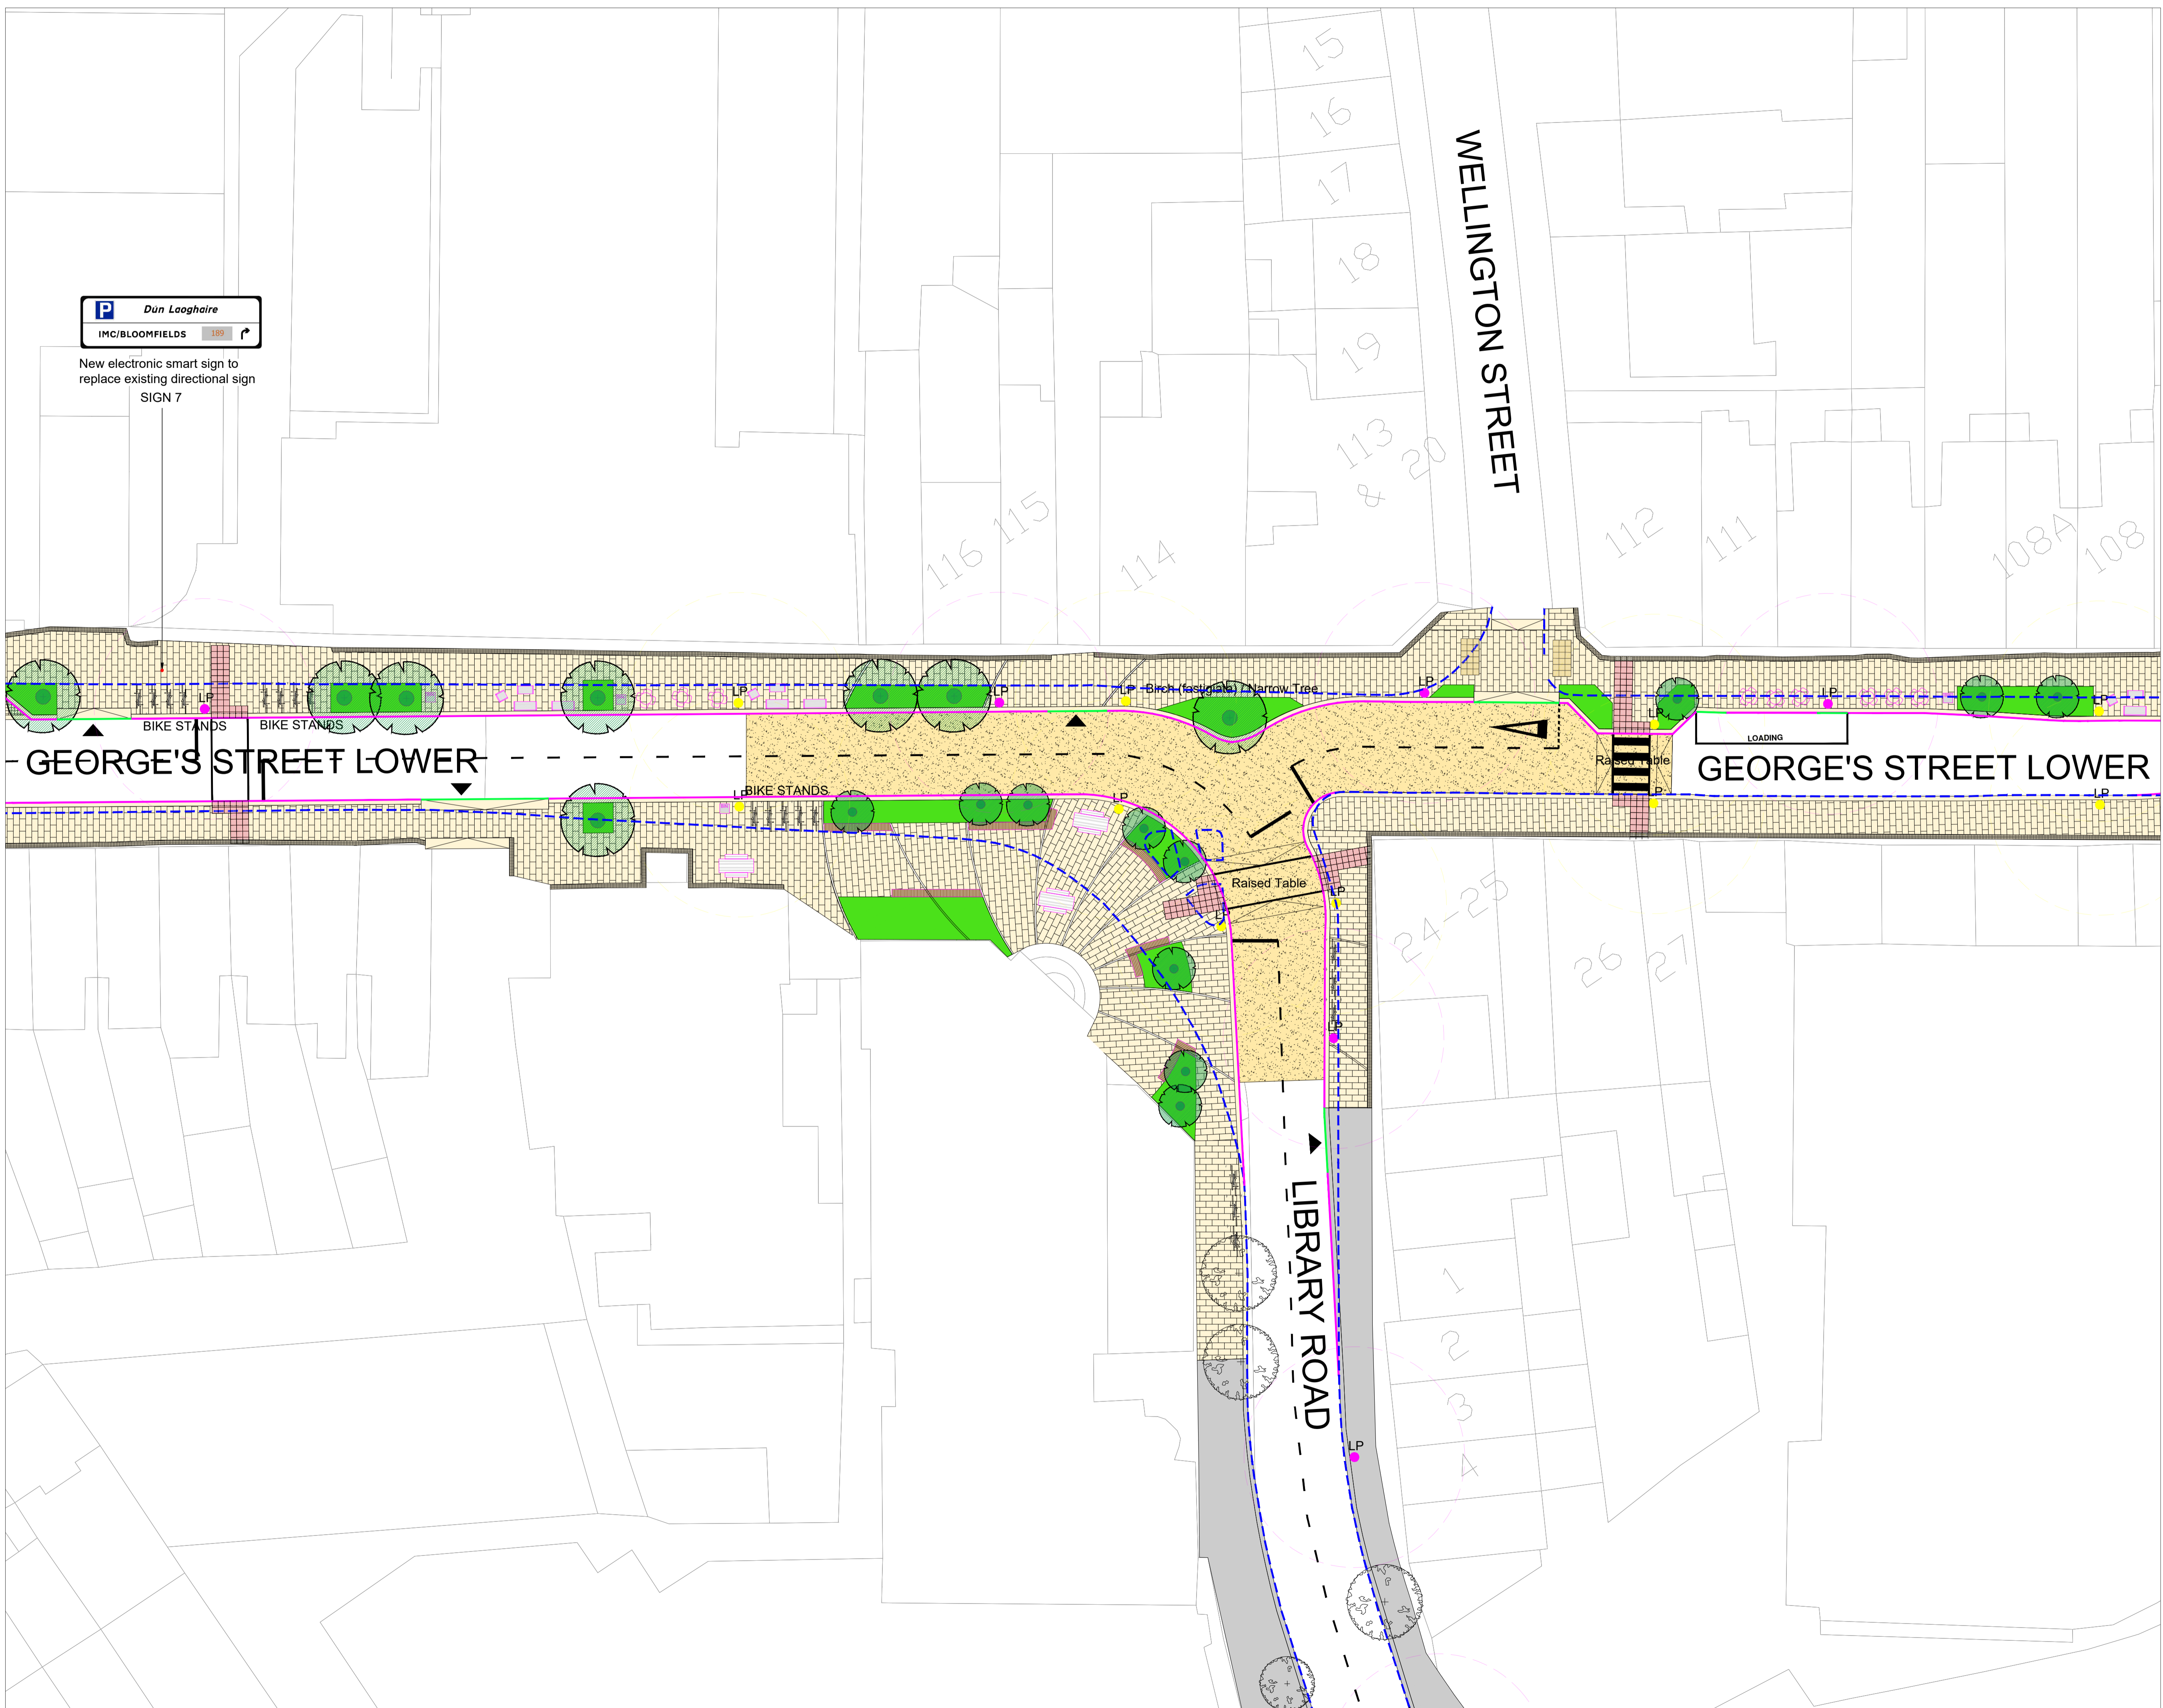 15
16
17
18
19
113
& 20
WELLINGTON STREET
P
Dún Laoghaire
IMC/BLOOMFIELDS 189
New electronic smart sign to
replace existing directional sign
SIGN 7
116
115
114
112
111
108A
108
LP
LP
LP
LP
Birch (fastigiata) / Narrow Tree
LP
LP
LP
LP
BIKE STANDS
BIKE STANDS
GEORGE'S STREET LOWER
LOADING
Raised Table
GEORGE'S STREET LOWER
LP
BIKE STANDS
LP
LP
LP
Raised Table
LP
LP
LP
24-25
26
27
LIBRARY ROAD
1
2
3
4
LP